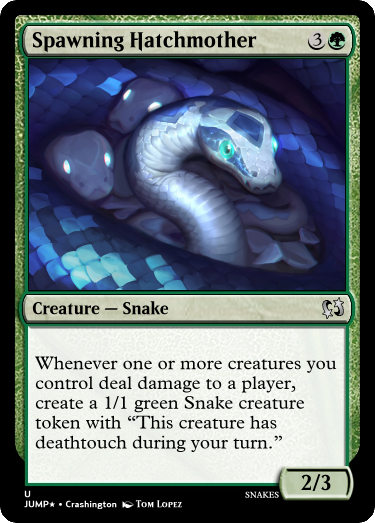 Spawning Hatchmother 3
Creature — Snake
Whenever one or more creatures you
control deal damage to a player,
create a 1/1 green Snake creature
token with “This creature has
deathtouch during your turn.”
2/3
U SNAKES
JUMP★ • Crashington Tom Lopez